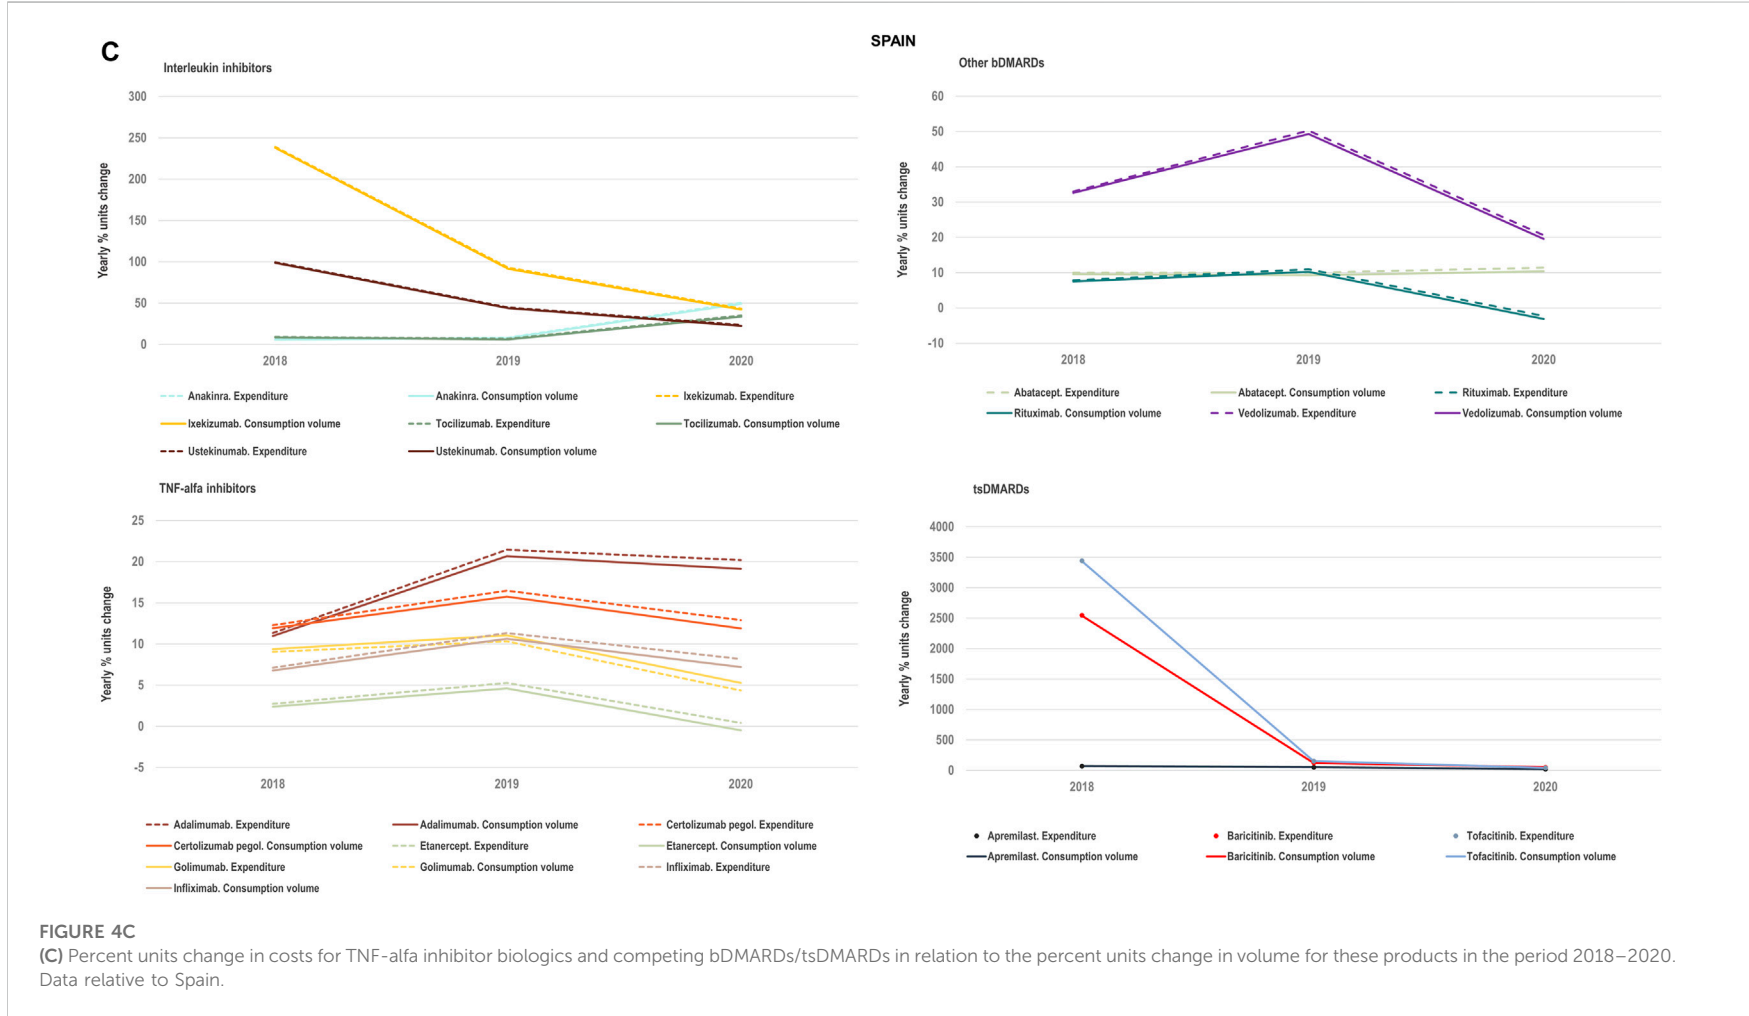 C
SPAIN
Interleukin inhibitors
Yearly % units change
300
250
200
150
100
50
0
2018 2019 2020
Anakinra. Expenditure Anakinra. Consumption volume Ixekizumab. Expenditure
Ixekizumab. Consumption volume Tocilizumab. Expenditure Tocilizumab. Consumption volume
Ustekinumab. Expenditure Ustekinumab. Consumption volume
Other bDMARDs
Yearly % units change
60
50
40
30
20
10
0
-10
2018 2019 2020
Abatacept. Expenditure Abatacept. Consumption volume Rituximab. Expenditure
Rituximab. Consumption volume Vedolizumab. Expenditure Vedolizumab. Consumption volume
TNF-alfa inhibitors
Yearly % units change
25
20
15
10
5
0
-5
2018 2019 2020
Adalimumab. Expenditure Adalimumab. Consumption volume Certolizumab pegol. Expenditure
Certolizumab pegol. Consumption volume Etanercept. Expenditure Etanercept. Consumption volume
Golimumab. Expenditure Golimumab. Consumption volume Infliximab. Expenditure
Infliximab. Consumption volume
tsDMARDs
Yearly % units change
4000
3500
3000
2500
2000
1500
1000
500
0
2018 2019 2020
Apremilast. Expenditure Baricitinib. Expenditure Tofacitinib. Expenditure
Apremilast. Consumption volume Baricitinib. Consumption volume Tofacitinib. Consumption volume
FIGURE 4C
(C) Percent units change in costs for TNF-alfa inhibitor biologics and competing bDMARDs/tsDMARDs in relation to the percent units change in volume for these products in the period 2018–2020.
Data relative to Spain.